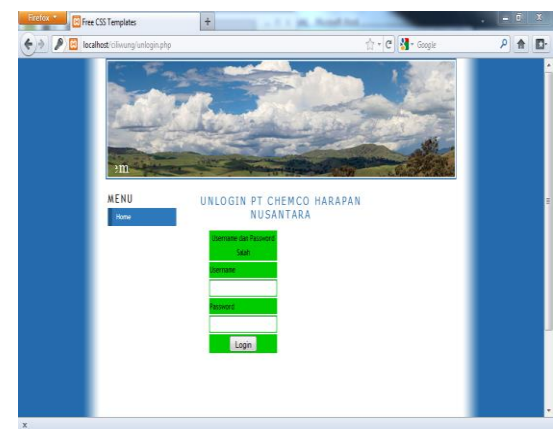 Firefox
Free CSS Templates
+
localhost/ciliwung/unlogin.php
Google
em
MENU
Home
UNLOGIN PT CHEMCO HARAPAN
NUSANTARA
Username dan Password
Salah
Username
Password
Login
x